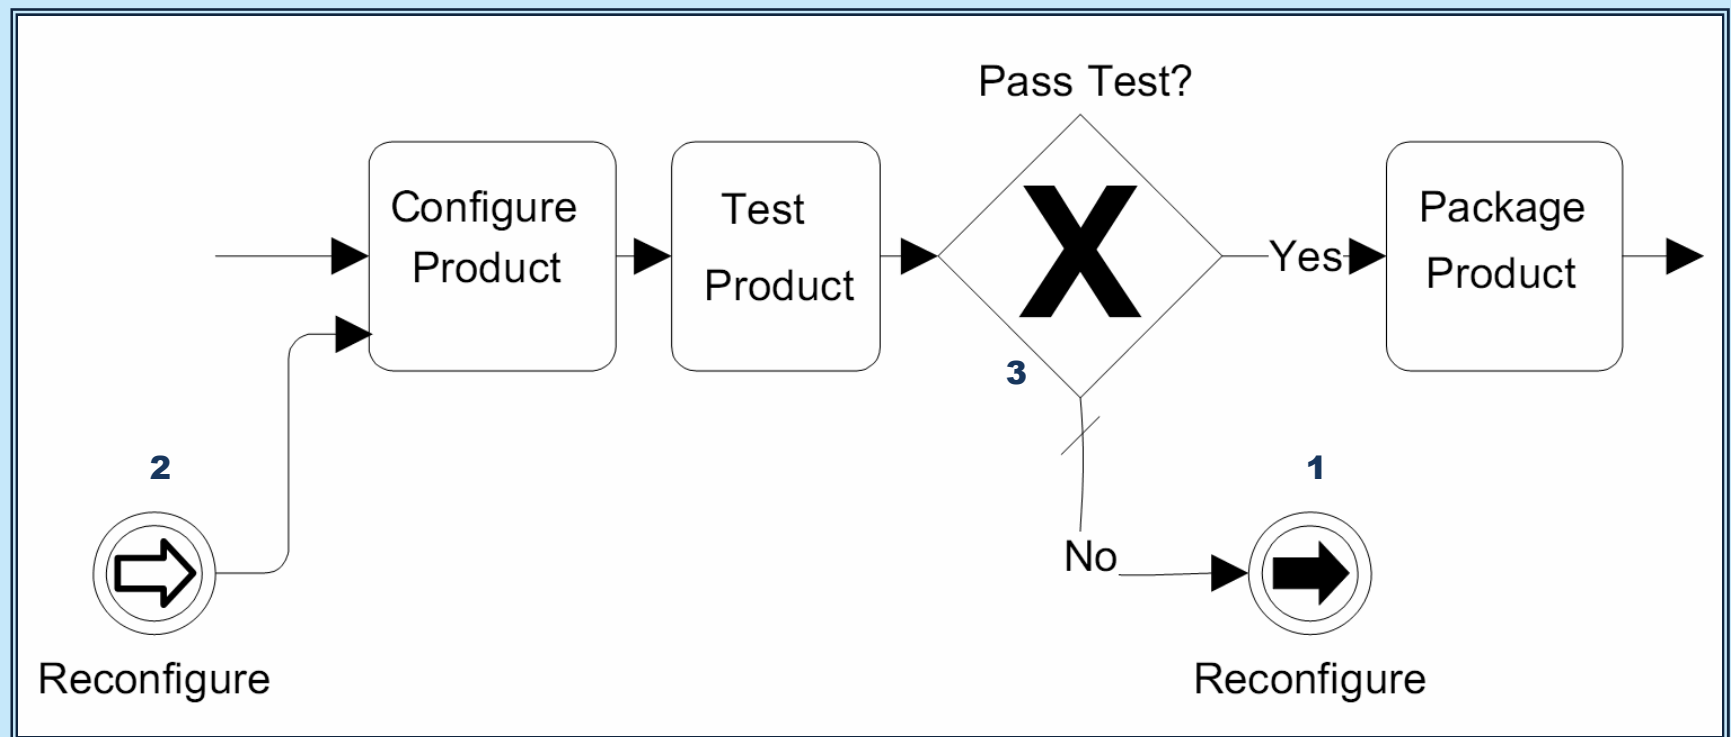 Pass Test?
Configure
Product
Test
Product
X
Yes
Package
Product
3
2
1
No
Reconfigure
Reconfigure